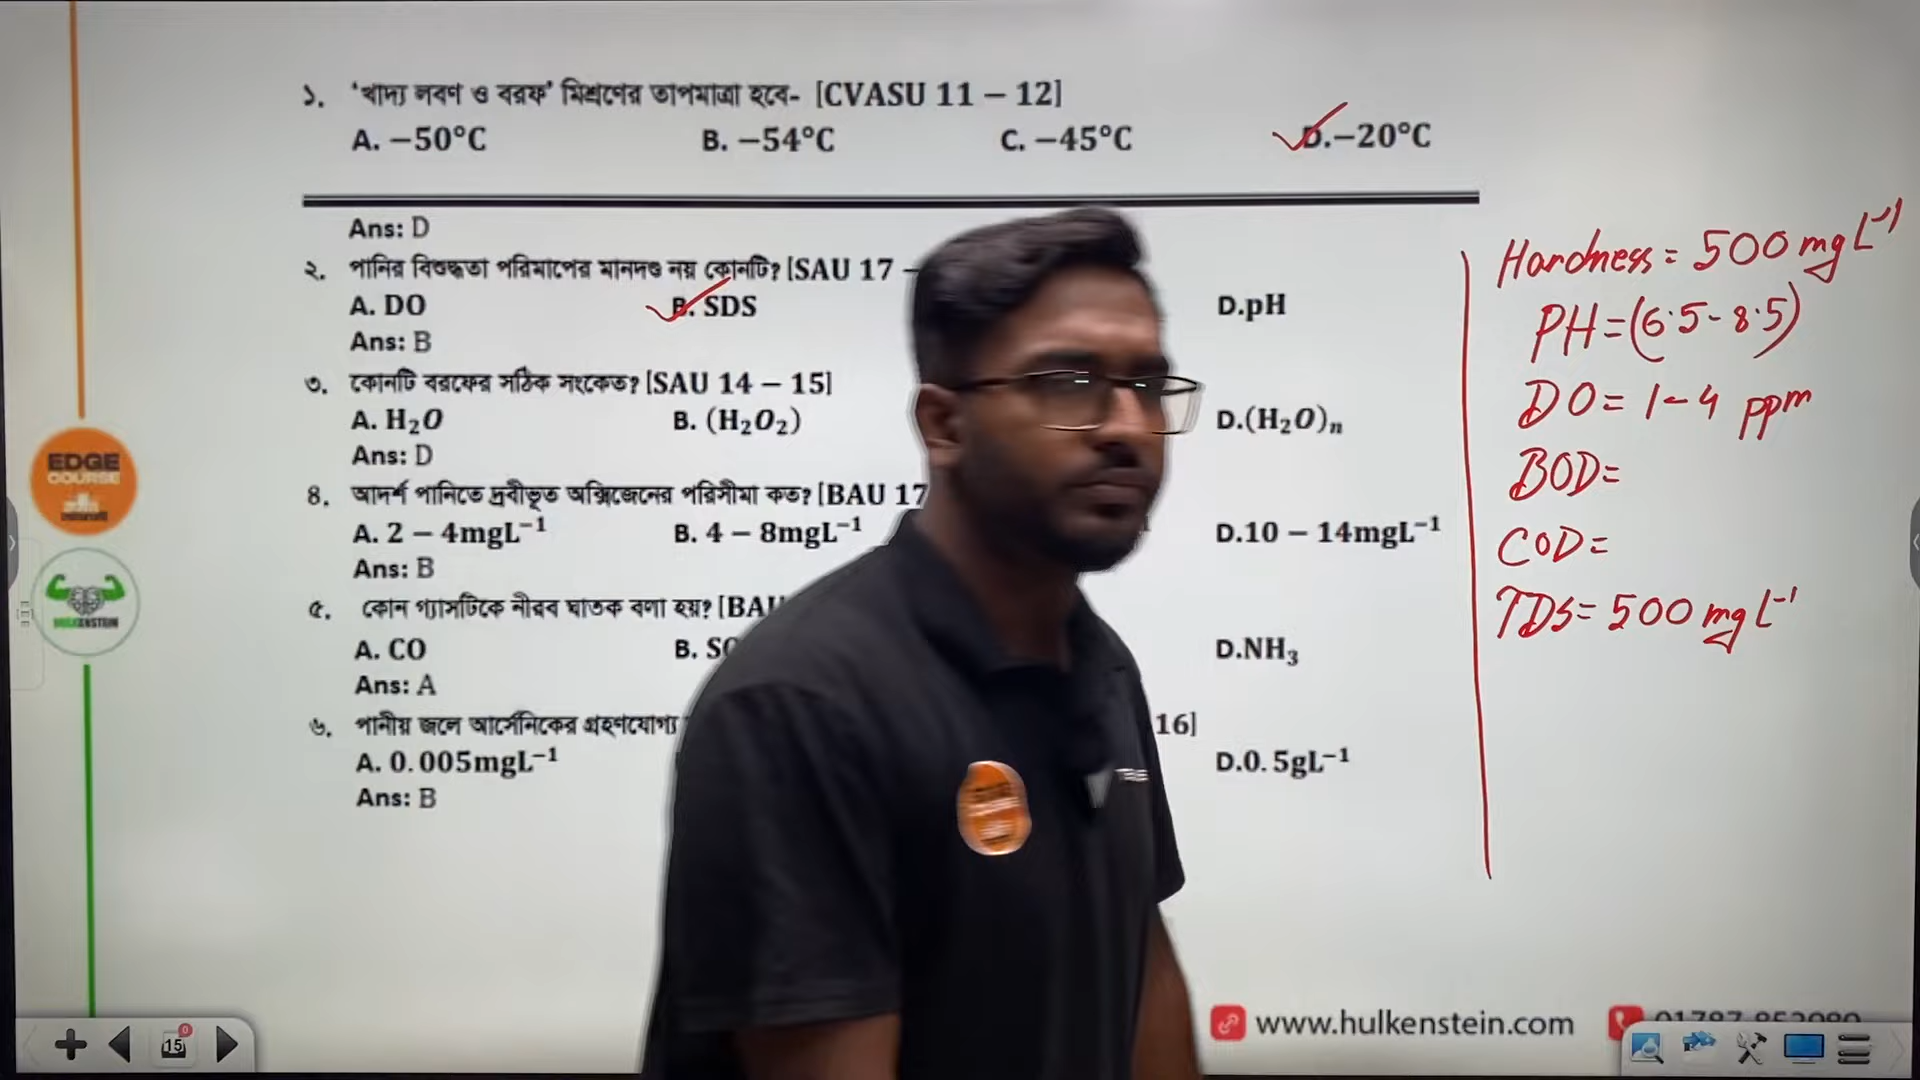 ১. ‘খাদ্য লবণ ও বরফ’ মিশ্রণের তাপমাত্রা হবে- [CVASU 11 – 12]
A. −50°C B. −54°C C. −45°C D.−20°C
Ans: D
২. পানির বিশুদ্ধতা পরিমাপের মানদণ্ড নয় কোনটি? [SAU 17 –
A. DO B. SDS D.pH
Ans: B
৩. কোনটি বরফের সঠিক সংকেত? [SAU 14 – 15]
A. H₂O B. (H₂O₂) D.(H₂O)ₙ
Ans: D
৪. আদর্শ পানিতে দ্রবীভূত অক্সিজেনের পরিসীমা কত? [BAU 17
A. 2 – 4mgL⁻¹ B. 4 – 8mgL⁻¹ D.10 – 14mgL⁻¹
Ans: B
৫. কোন গ্যাসটিকে নীরব ঘাতক বলা হয়? [BAU
A. CO B. D.NH₃
Ans: A
৬. পানীয় জলে আর্সেনিকের গ্রহণযোগ্য 16]
A. 0.005mgL⁻¹ D.0.5gL⁻¹
Ans: B
Hardness = 500 mg L⁻¹
PH = (6.5 - 8.5)
DO = 1 - 4 ppm
BOD =
COD =
TDS = 500 mg L⁻¹
EDGE
COURSE
www.hulkenstein.com
15
0